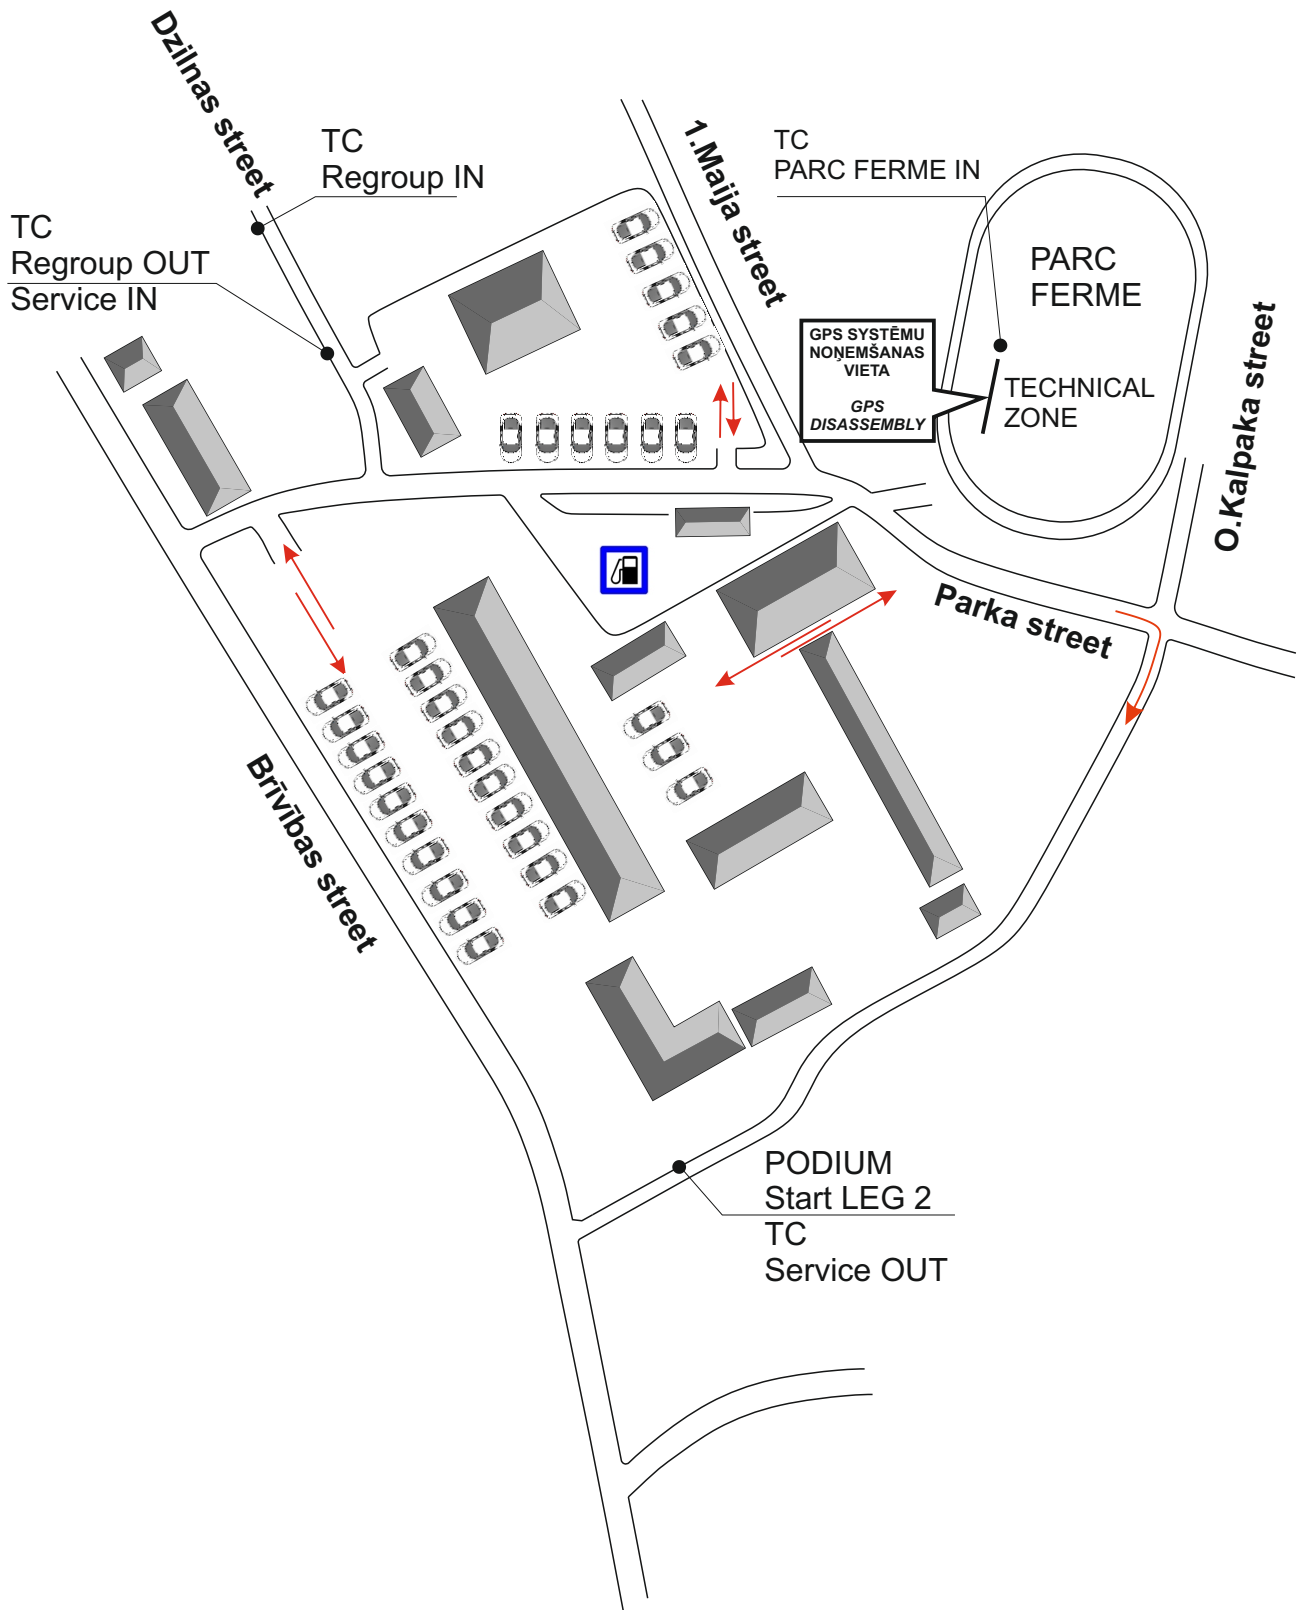 Dzilnas street
TC
Regroup IN
TC
Regroup OUT
Service IN
1.Maija street
TC
PARC FERME IN
PARC
FERME
GPS SYSTĒMU
NOŅEMŠANAS
VIETA
GPS
DISASSEMBLY
TECHNICAL
ZONE
O.Kalpaka street
Parka street
Brīvības street
PODIUM
Start LEG 2
TC
Service OUT